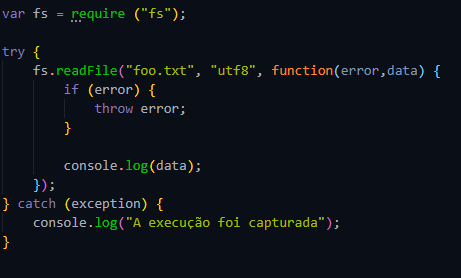 var fs = require ("fs");
try {
fs.readFile("foo.txt", "utf8", function(error,data) {
if (error) {
throw error;
}
console.log(data);
});
} catch (exception) {
console.log("A execução foi capturada");
}